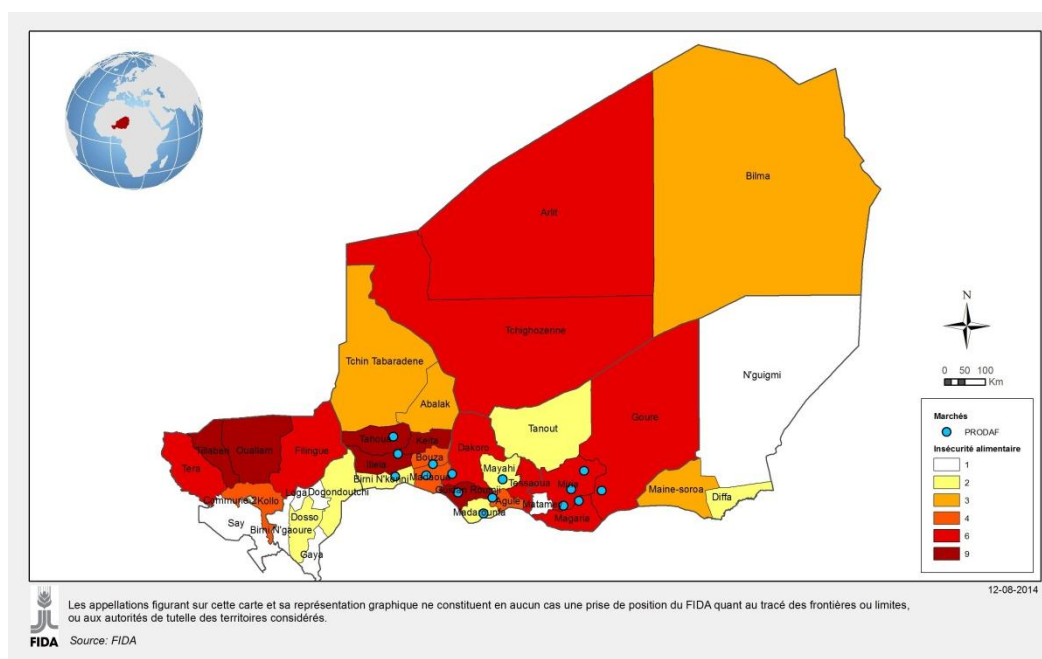 Arlit
Bilma
Tchighozenne
Tchin Tabaradene
N'guigmi
Abalak
Goure
Tanout
Tahoua
Keita
Dakoro
Filingue
Ouallam
Tillaberi
Tera
Illela
Bouza
Mayahi
Birni N'konni
Madaoua
Tessaoua
Mirria
Guidan Roumji
Maine-soroa
Diffa
Loga
Dogondoutchi
Commune 2
Kollo
Aguie
Matameye
Madarounfa
Magaria
Dosso
Say
Birni N'gaoure
Gaya
N
0 50 100
Km
Marchés
PRODAF
Insécurité alimentaire
1
2
3
4
6
9
12-08-2014
Les appellations figurant sur cette carte et sa représentation graphique ne constituent en aucun cas une prise de position du FIDA quant au tracé des frontières ou limites,
ou aux autorités de tutelle des territoires considérés.
FIDA
Source: FIDA